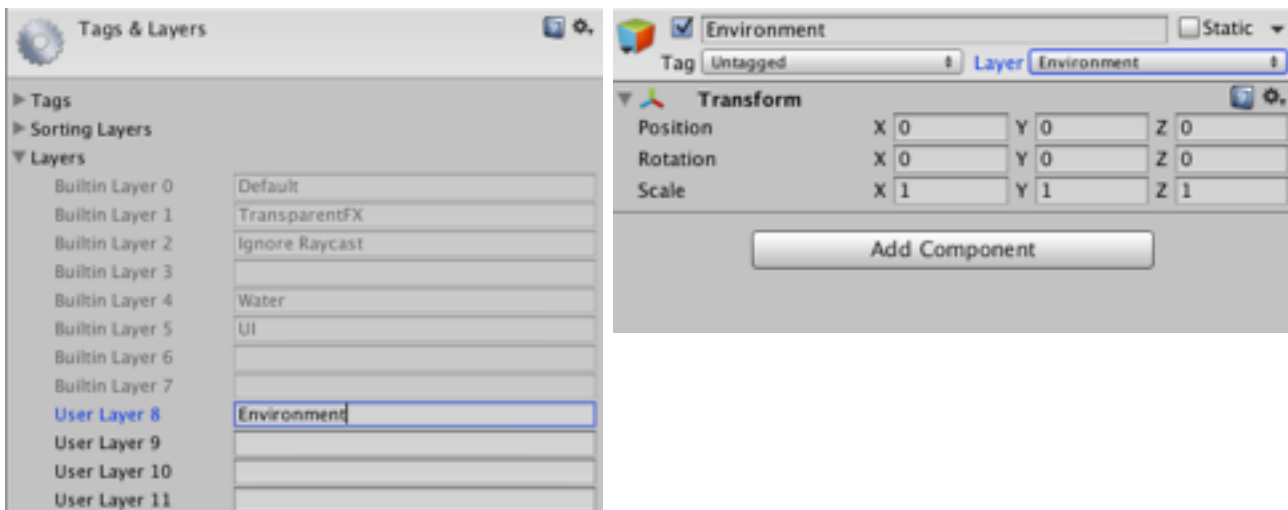 Tags & Layers
Tags
Sorting Layers
Layers
Builtin Layer 0 Default
Builtin Layer 1 TransparentFX
Builtin Layer 2 Ignore Raycast
Builtin Layer 3
Builtin Layer 4 Water
Builtin Layer 5 UI
Builtin Layer 6
Builtin Layer 7
User Layer 8 Environment
User Layer 9
User Layer 10
User Layer 11
Environment Static
Tag Untagged Layer Environment
Transform
Position X 0 Y 0 Z 0
Rotation X 0 Y 0 Z 0
Scale X 1 Y 1 Z 1
Add Component